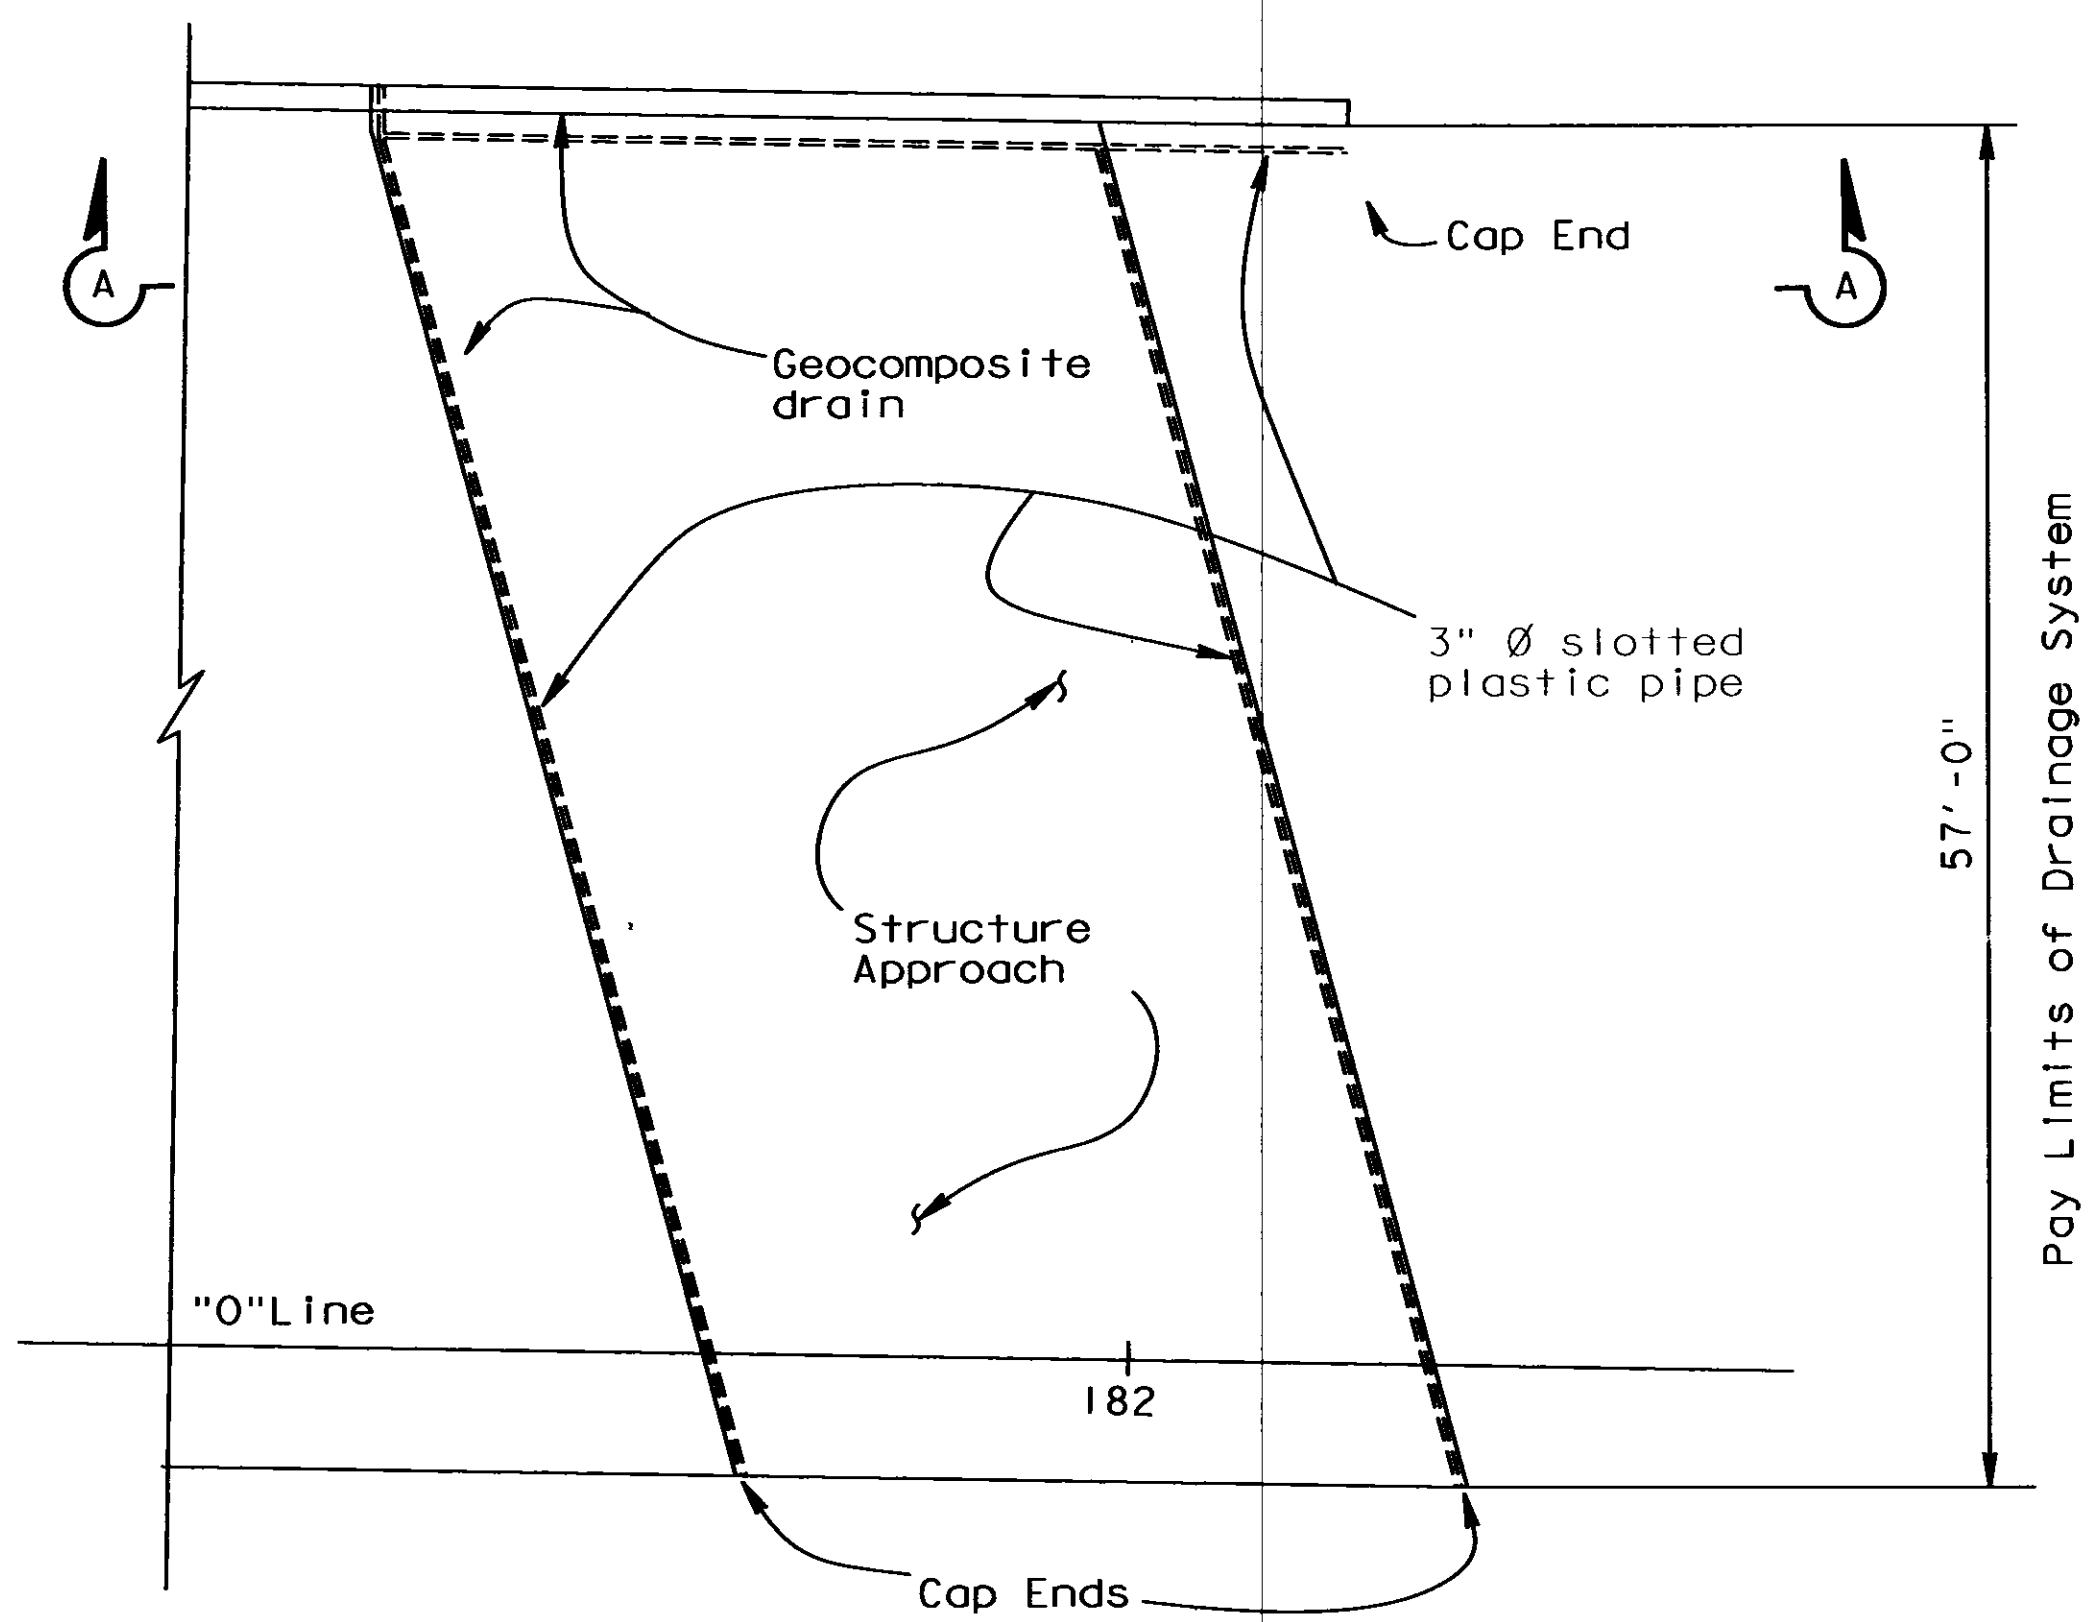 Cap End
A
A
Geocomposite
drain
3" Ø slotted
plastic pipe
57'-0"
Pay Limits of Drainage System
Structure
Approach
"O"Line
182
Cap Ends